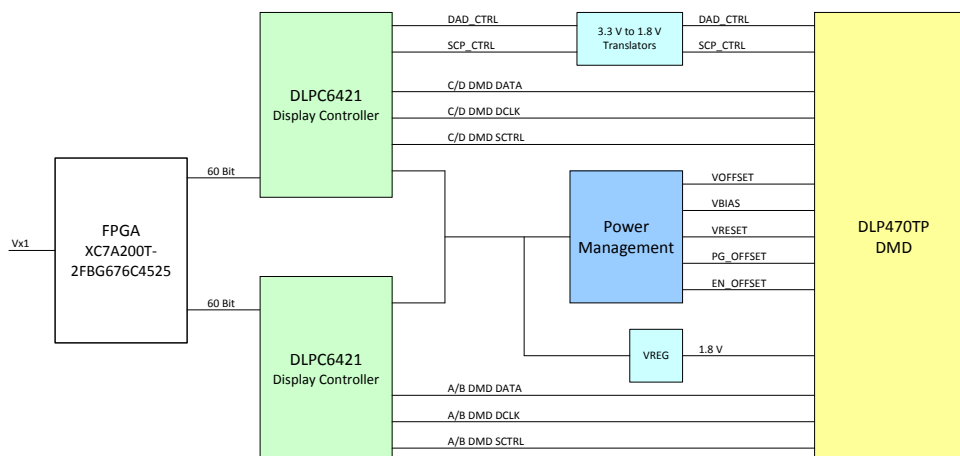 DAD_CTRL
SCP_CTRL
3.3 V to 1.8 V
Translators
DAD_CTRL
SCP_CTRL
DLPC6421
Display Controller
C/D DMD DATA
C/D DMD DCLK
C/D DMD SCTRL
60 Bit
Vx1
FPGA
XC7A200T-
2FBG676C4525
60 Bit
Power
Management
VOFFSET
VBIAS
VRESET
PG_OFFSET
EN_OFFSET
DLP470TP
DMD
VREG
1.8 V
DLPC6421
Display Controller
A/B DMD DATA
A/B DMD DCLK
A/B DMD SCTRL